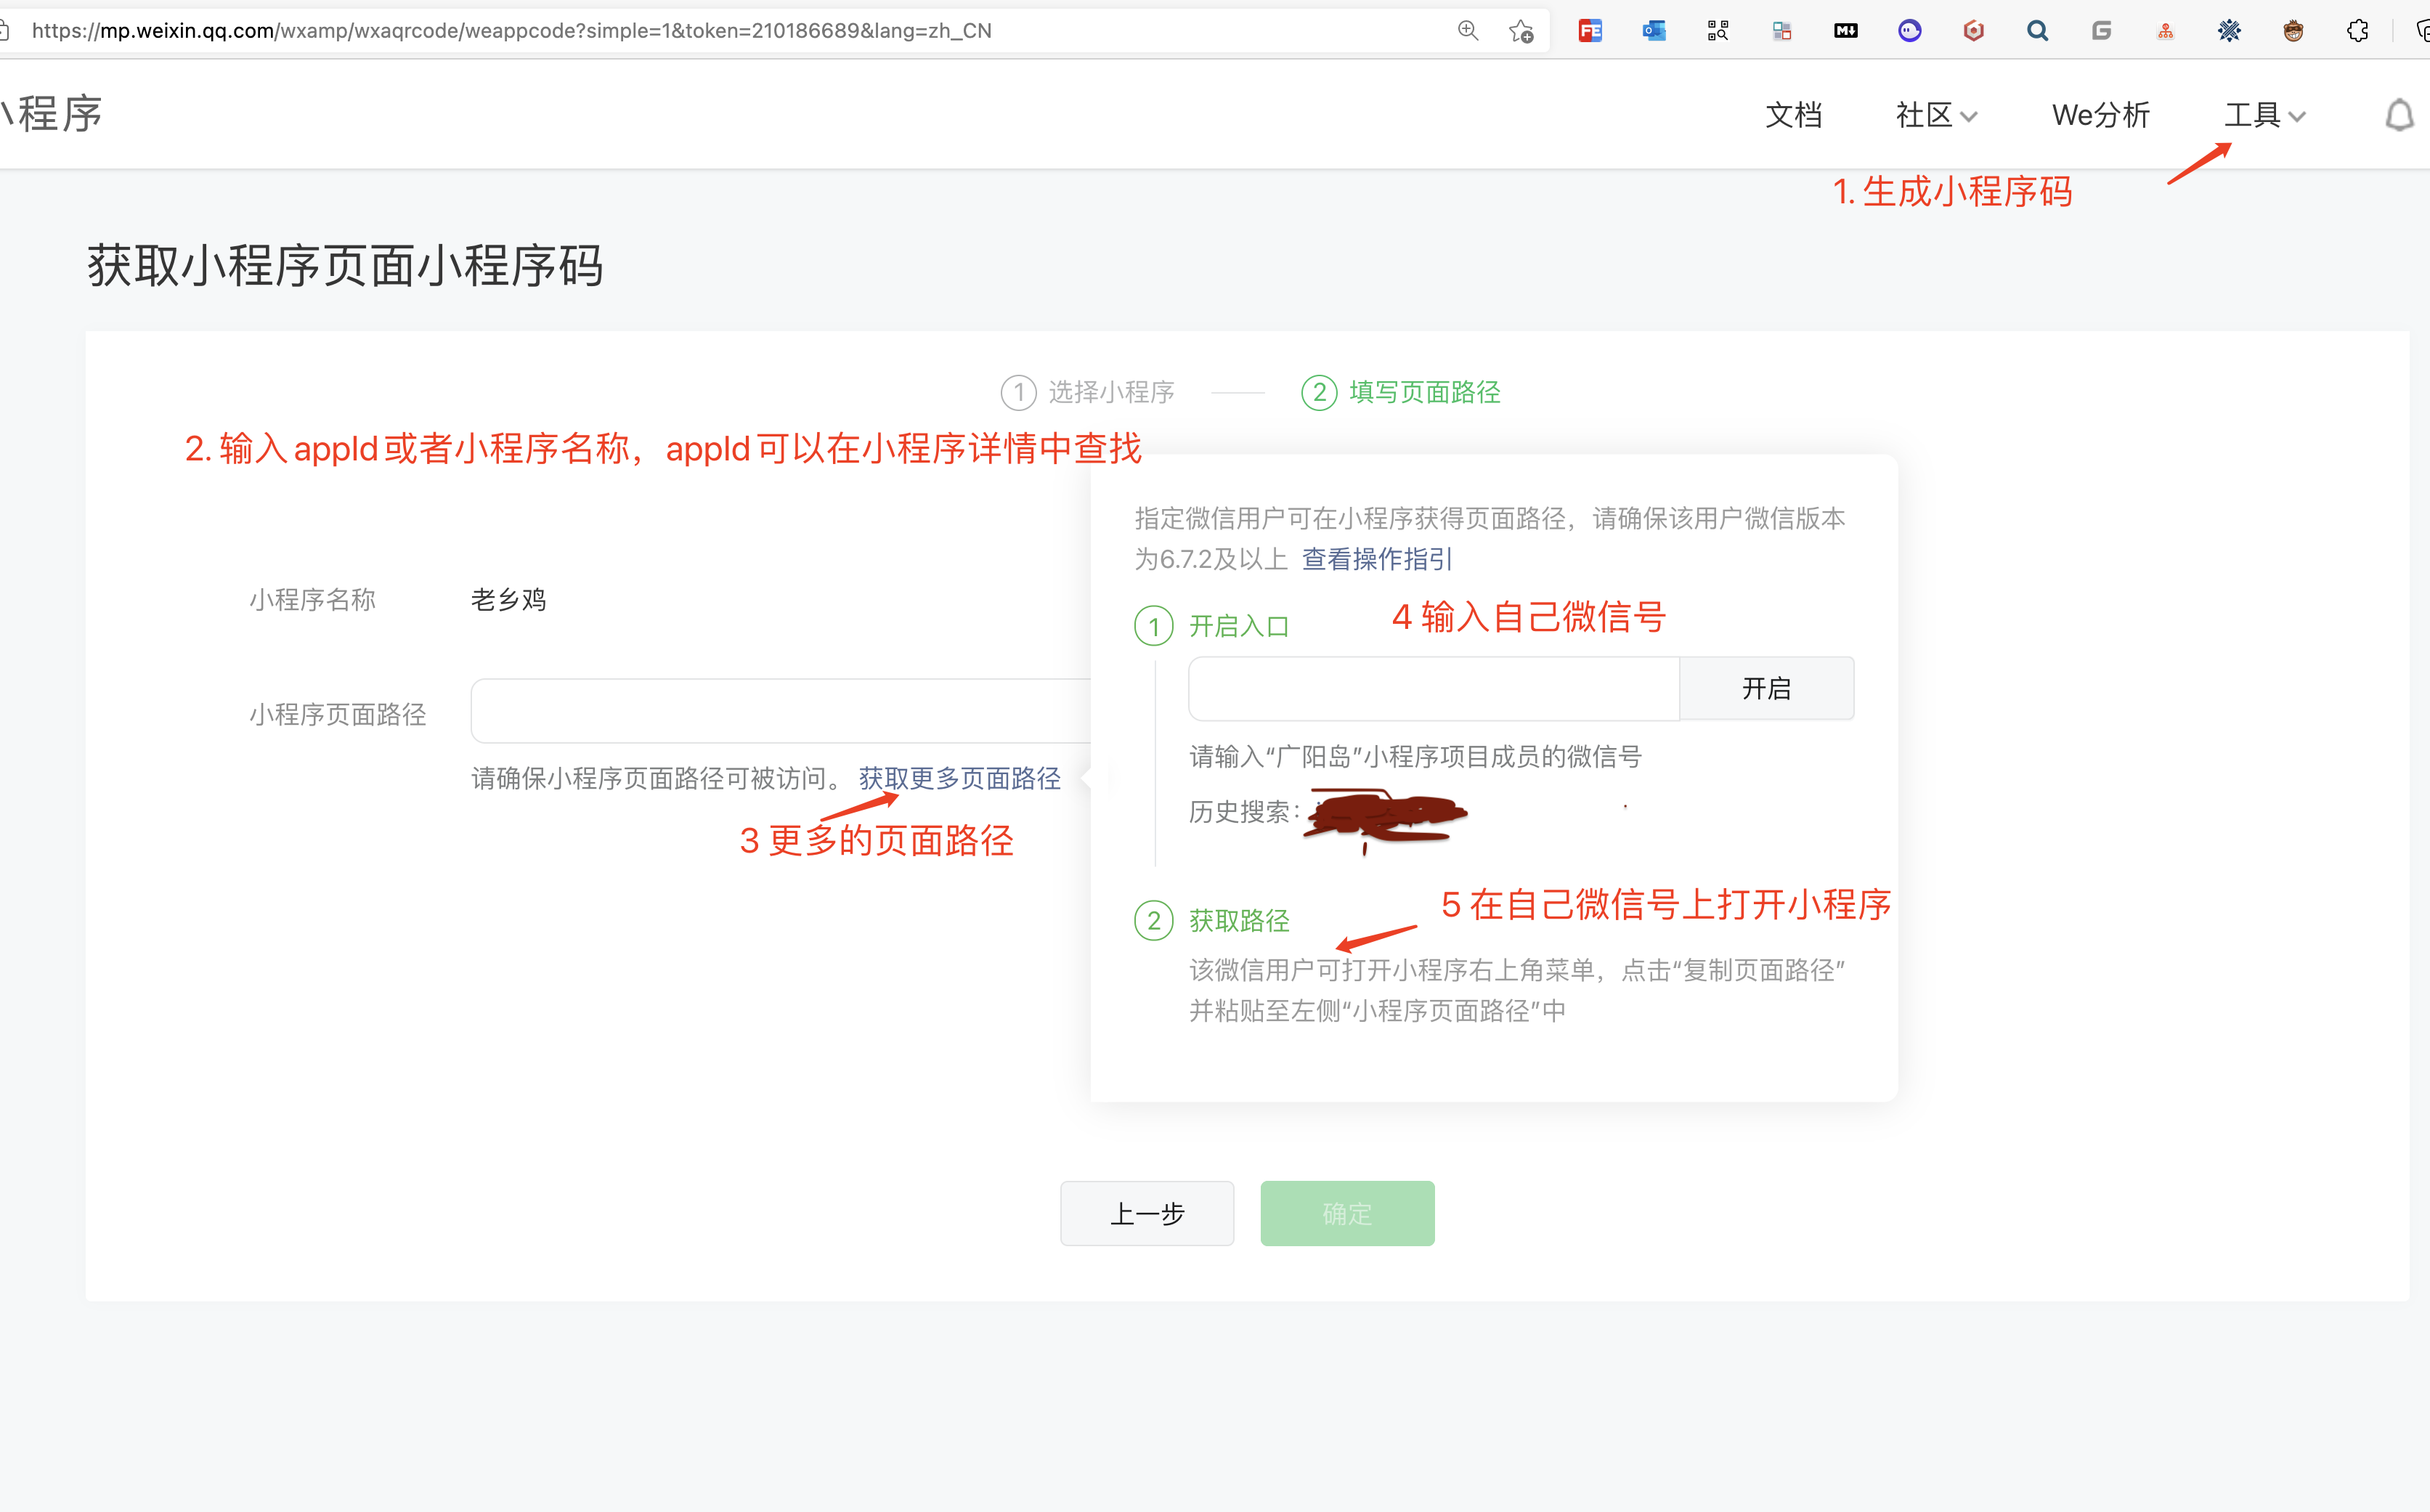 https://mp.weixin.qq.com/wxamp/wxaqrcode/weappcode?simple=1&token=210186689&lang=zh_CN
小程序
文档 社区 We分析 工具
1. 生成小程序码
获取小程序页面小程序码
1 选择小程序 2 填写页面路径
2. 输入 appId 或者小程序名称，appId 可以在小程序详情中查找
小程序名称 老乡鸡
小程序页面路径
请确保小程序页面路径可被访问。 获取更多页面路径
3 更多的页面路径
指定微信用户可在小程序获得页面路径，请确保该用户微信版本
为6.7.2及以上 查看操作指引
1 开启入口
4 输入自己微信号
开启
请输入“广阳岛”小程序项目成员的微信号
历史搜索：
5 在自己微信号上打开小程序
2 获取路径
该微信用户可打开小程序右上角菜单，点击“复制页面路径”
并粘贴至左侧“小程序页面路径”中
上一步 确定